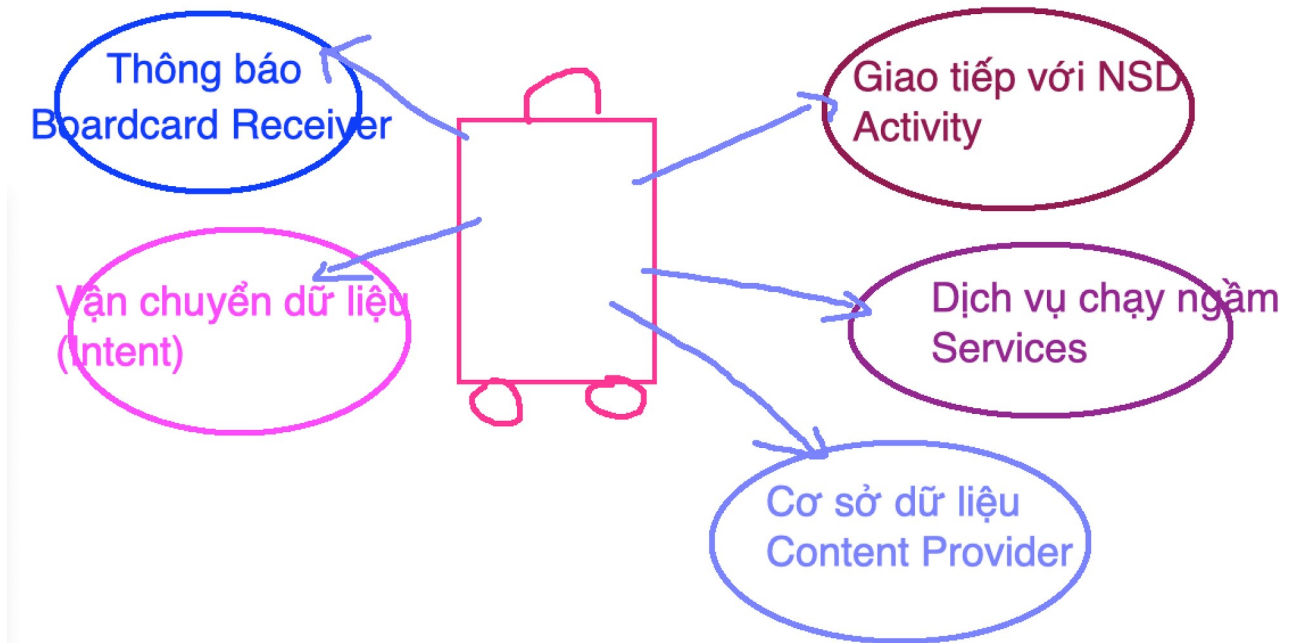 Thông báo
Boardcard Receiver
Giao tiếp với NSD
Activity
Vận chuyển dữ liệu
(Intent)
Dịch vụ chạy ngầm
Services
Cơ sở dữ liệu
Content Provider